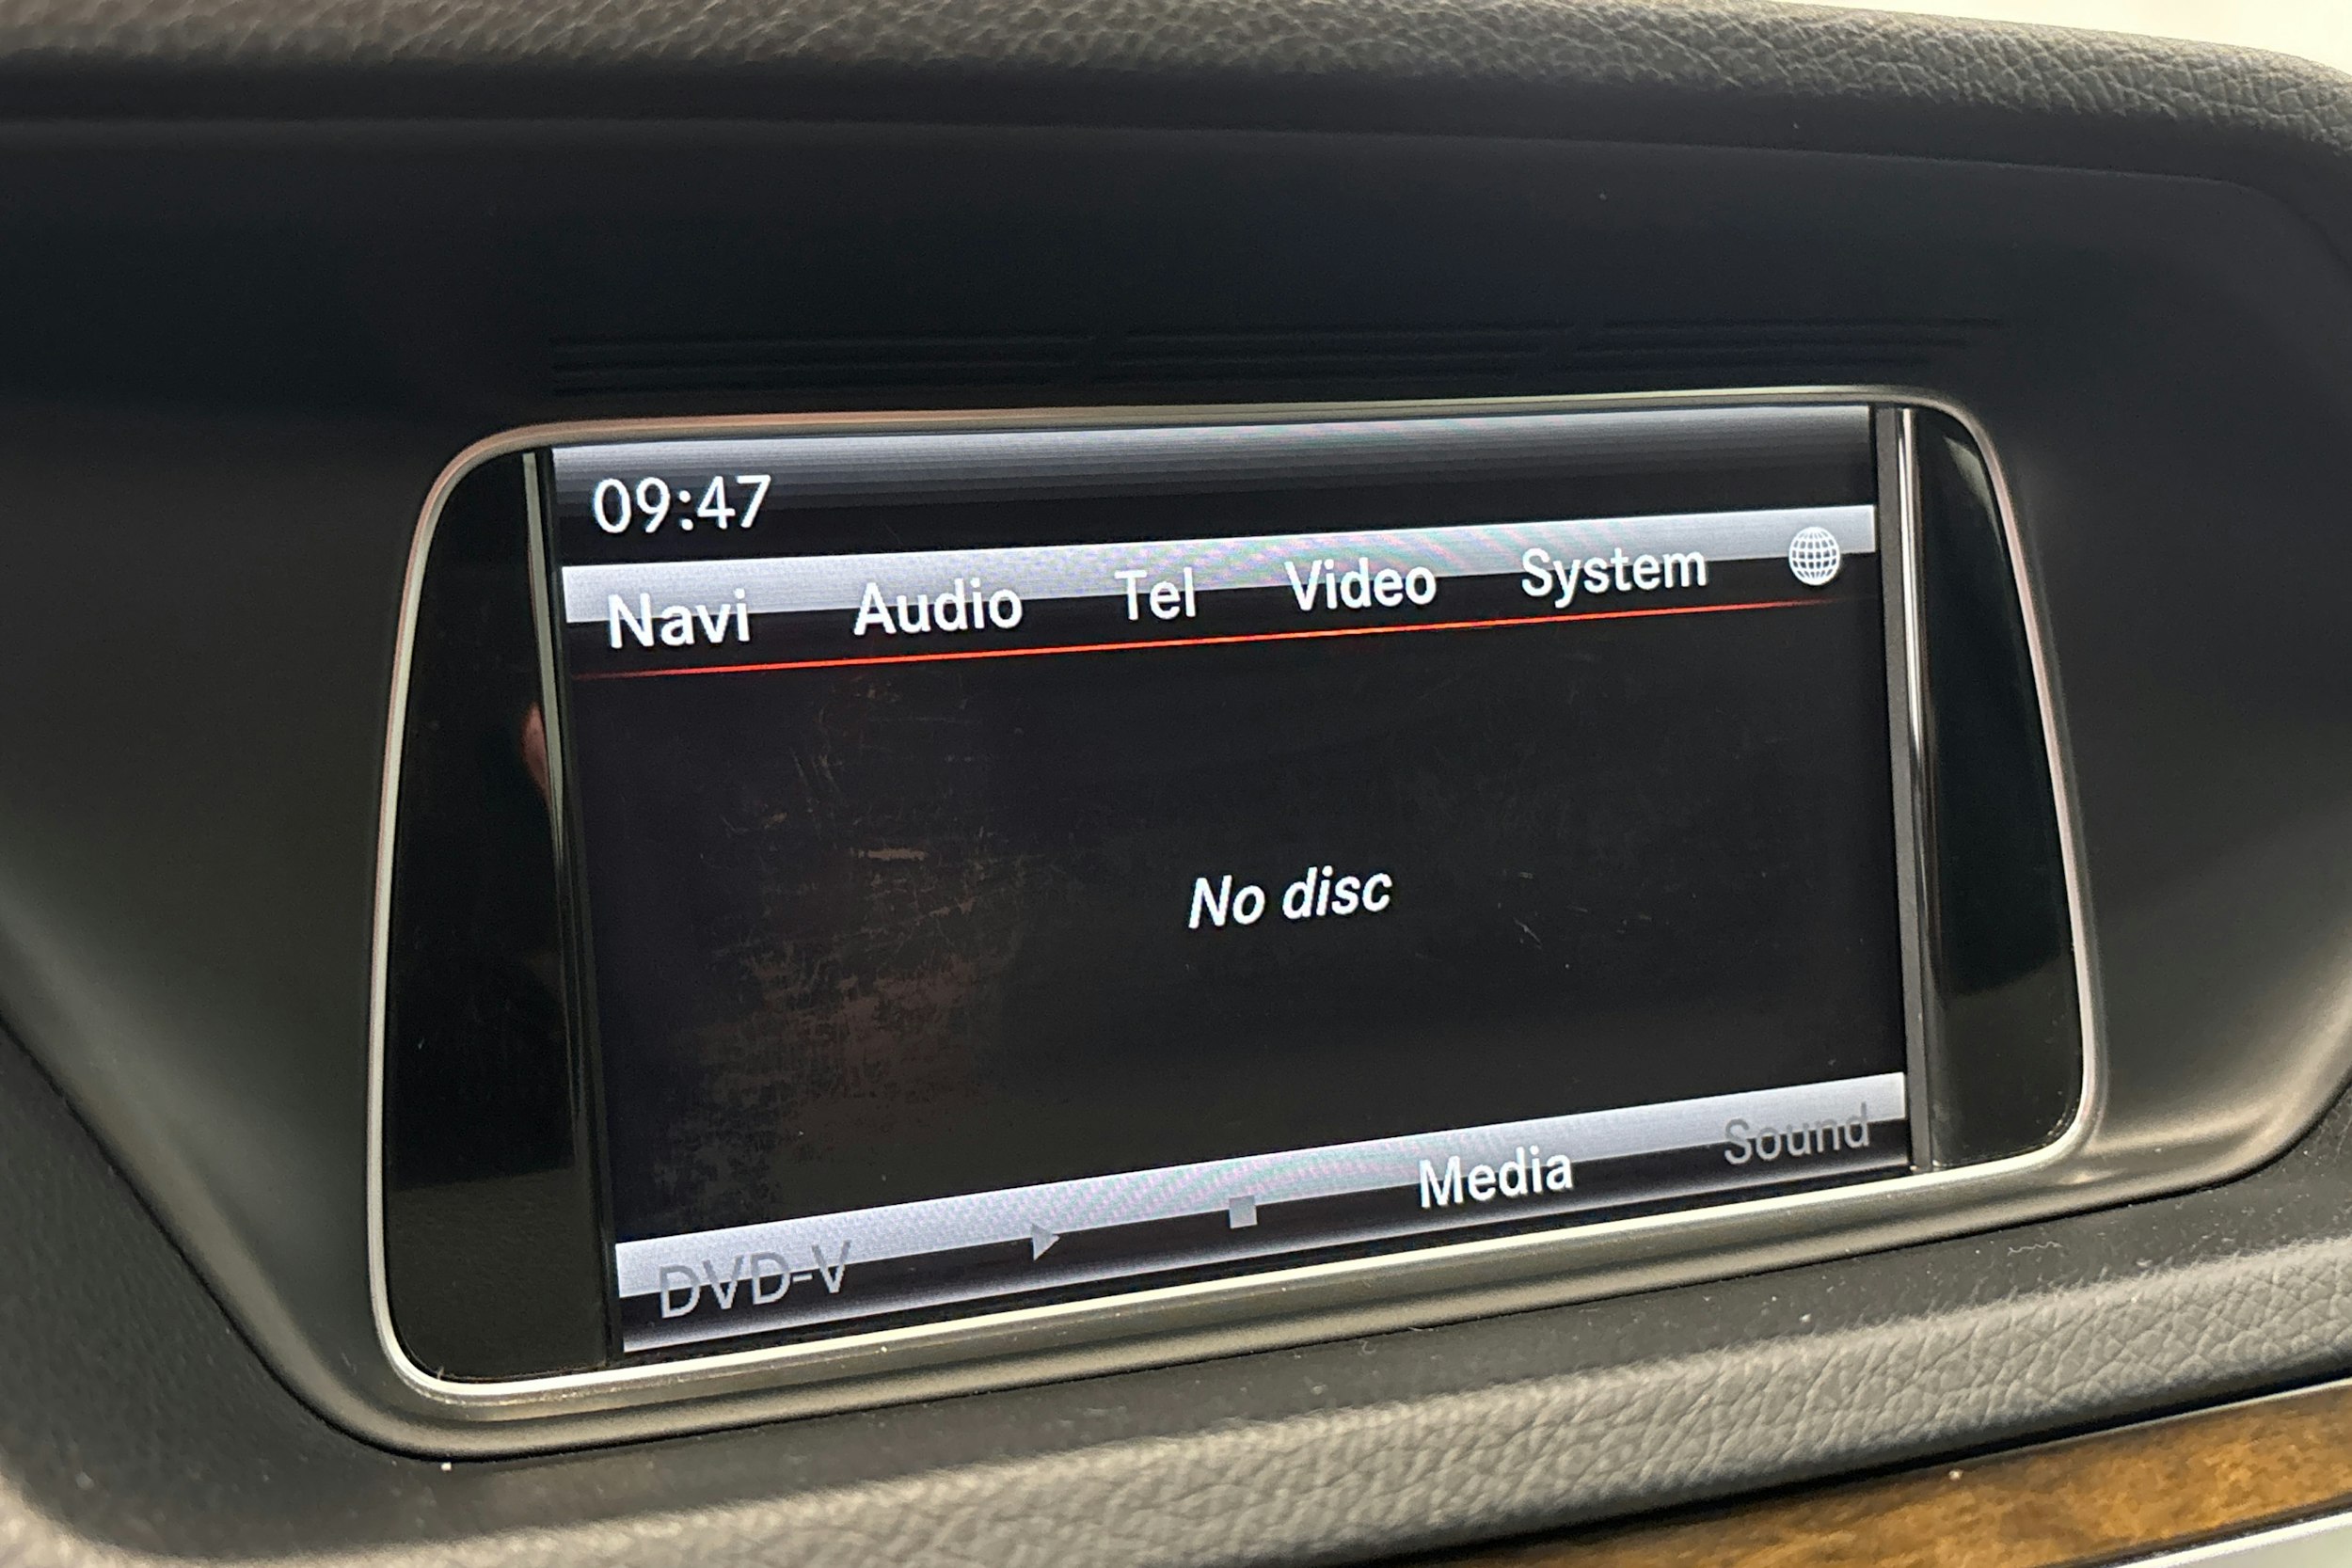 09:47
Navi Audio Tel Video System
No disc
DVD-V Media Sound